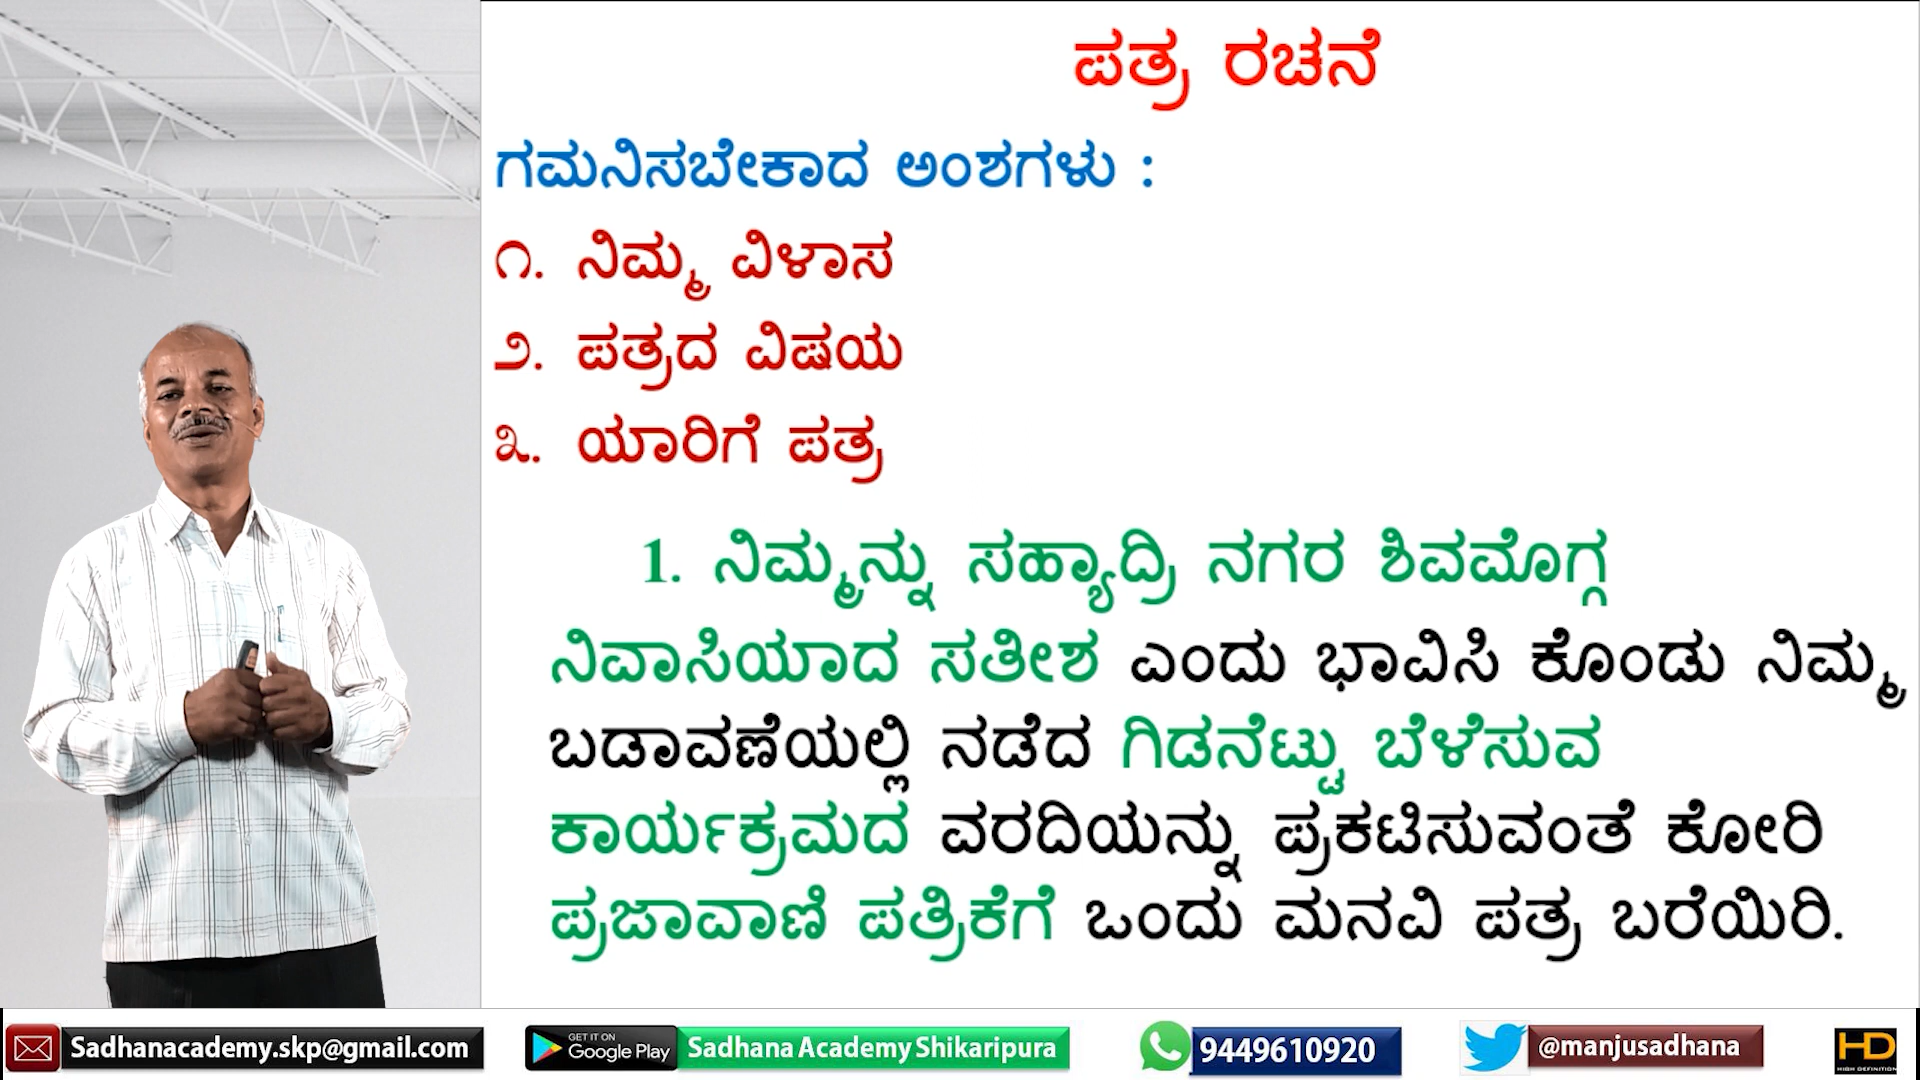 ಪತ್ರ ರಚನೆ
ಗಮನಿಸಬೇಕಾದ ಅಂಶಗಳು :
೧. ನಿಮ್ಮ ವಿಳಾಸ
೨. ಪತ್ರದ ವಿಷಯ
೩. ಯಾರಿಗೆ ಪತ್ರ
1. ನಿಮ್ಮನ್ನು ಸಹ್ಯಾದ್ರಿ ನಗರ ಶಿವಮೊಗ್ಗ
ನಿವಾಸಿಯಾದ ಸತೀಶ ಎಂದು ಭಾವಿಸಿ ಕೊಂಡು ನಿಮ್ಮ
ಬಡಾವಣೆಯಲ್ಲಿ ನಡೆದ ಗಿಡನೆಟ್ಟು ಬೆಳೆಸುವ
ಕಾರ್ಯಕ್ರಮದ ವರದಿಯನ್ನು ಪ್ರಕಟಿಸುವಂತೆ ಕೋರಿ
ಪ್ರಜಾವಾಣಿ ಪತ್ರಿಕೆಗೆ ಒಂದು ಮನವಿ ಪತ್ರ ಬರೆಯಿರಿ.
Sadhanacademy.skp@gmail.com
GET IT ON
Google Play
Sadhana Academy Shikaripura
9449610920
@manjusadhana
HD
HIGH DEFINITION